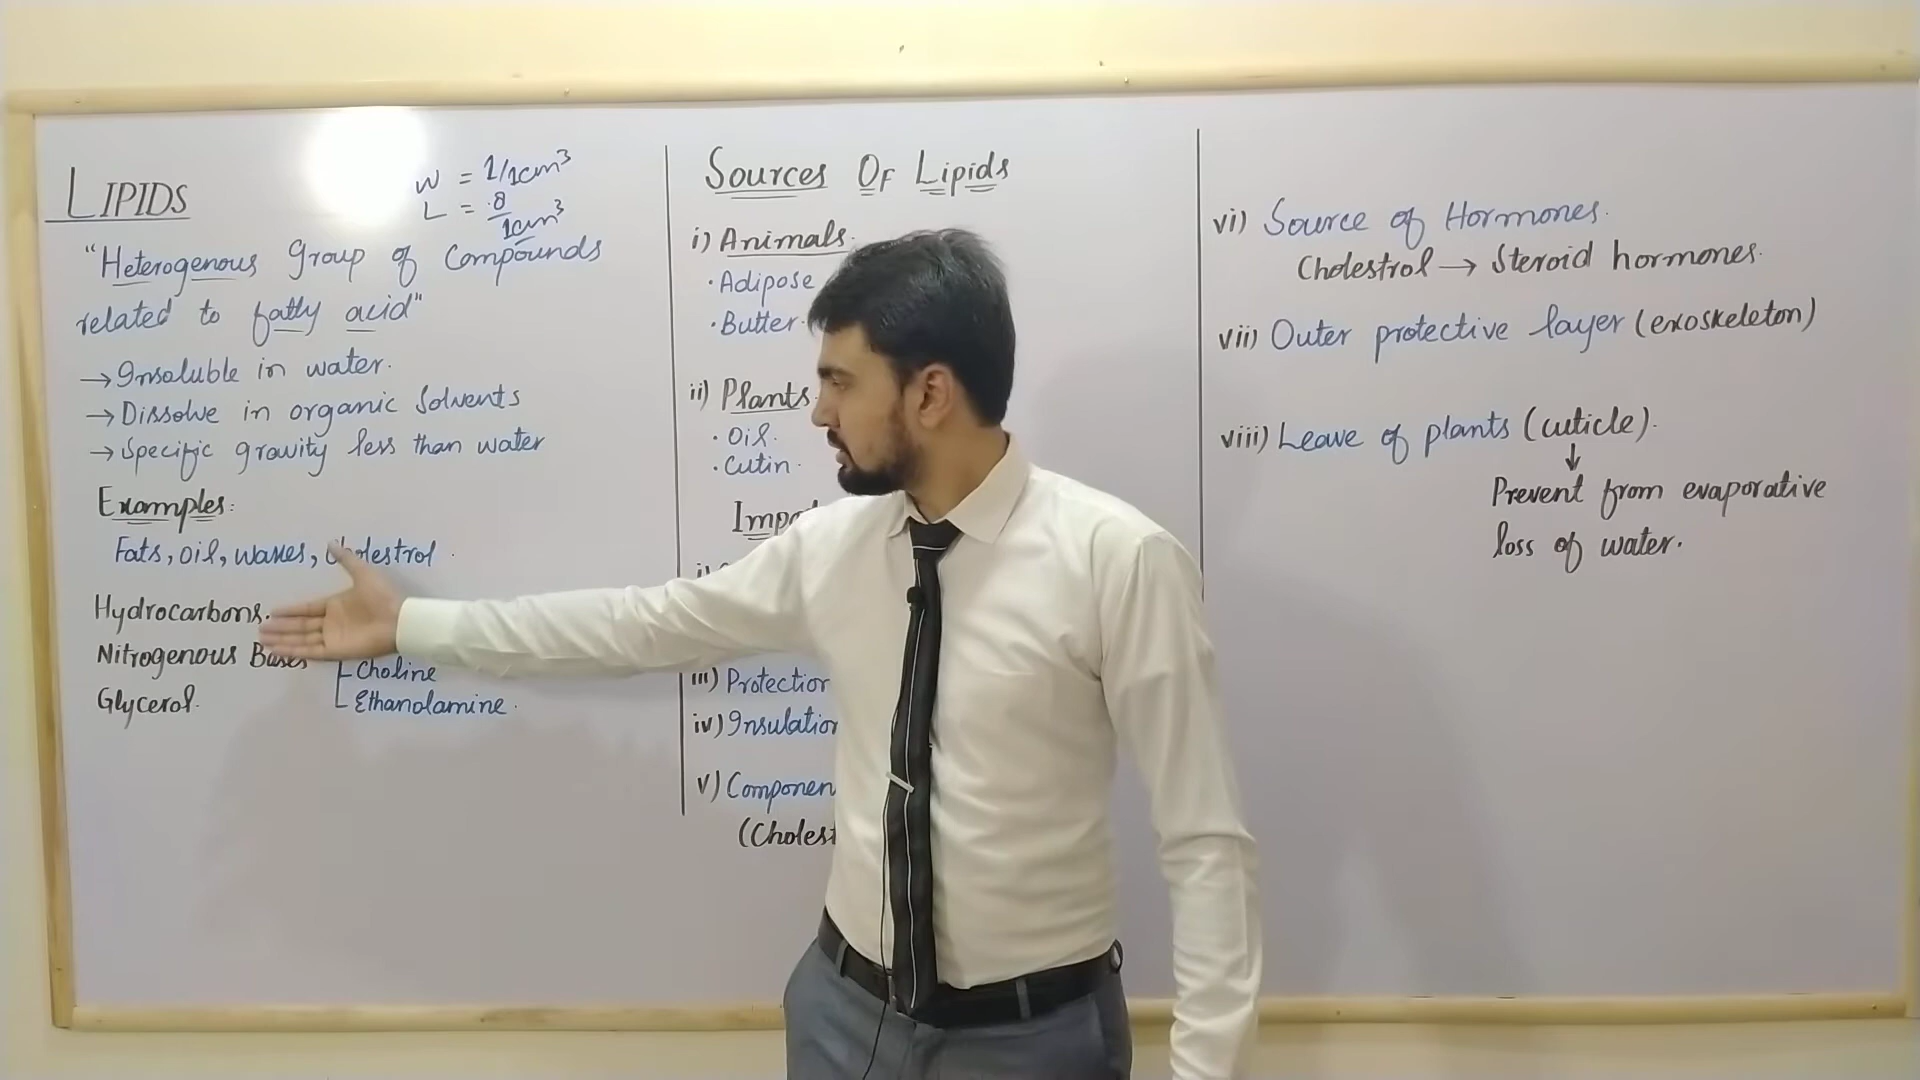 LIPIDS
W = 1/1cm³
L = .8/1cm³
"Heterogenous Group of Compounds
related to fatty acid"
→ Insoluble in water.
→ Dissolve in organic Solvents
→ Specific gravity less than water
Examples:
Fats, Oil, waxes, Cholestrol.
Hydrocarbons.
Nitrogenous Bases
Choline
Glycerol.
Ethanolamine.
Sources Of Lipids
i) Animals.
· Adipose
· Butter.
ii) Plants.
· Oil.
· Cutin.
iii) Protection
iv) Insulation
v)
vi) Source of Hormones.
Cholestrol → Steroid hormones.
vii) Outer protective layer (exoskeleton)
viii) Leave of plants (cuticle).
↓
Prevent from evaporative
loss of water.